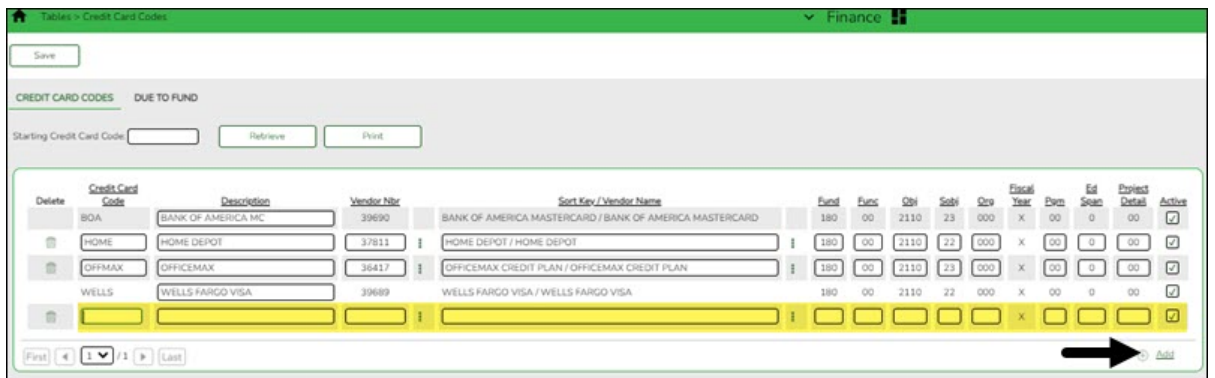 Tables > Credit Card Codes Finance
Save
CREDIT CARD CODES DUE TO FUND
Starting Credit Card Code: Retrieve Print
Delete Credit Card Code Description Vendor Nbr Sort Key / Vendor Name Fund Func Obj Sobj Org Fiscal Year Pgm Ed Span Project Detail Active
BOA BANK OF AMERICA MC 39690 BANK OF AMERICA MASTERCARD / BANK OF AMERICA MASTERCARD 180 00 2110 23 000 X 00 0 00
HOME HOME DEPOT 37811 HOME DEPOT / HOME DEPOT 180 00 2110 22 000 X 00 0 00
OFFMAX OFFICEMAX 36417 OFFICEMAX CREDIT PLAN / OFFICEMAX CREDIT PLAN 180 00 2110 23 000 X 00 0 00
WELLS WELLS FARGO VISA 39689 WELLS FARGO VISA / WELLS FARGO VISA 180 00 2110 22 000 X 00 0 00
X
First 1 / 1 Last Add